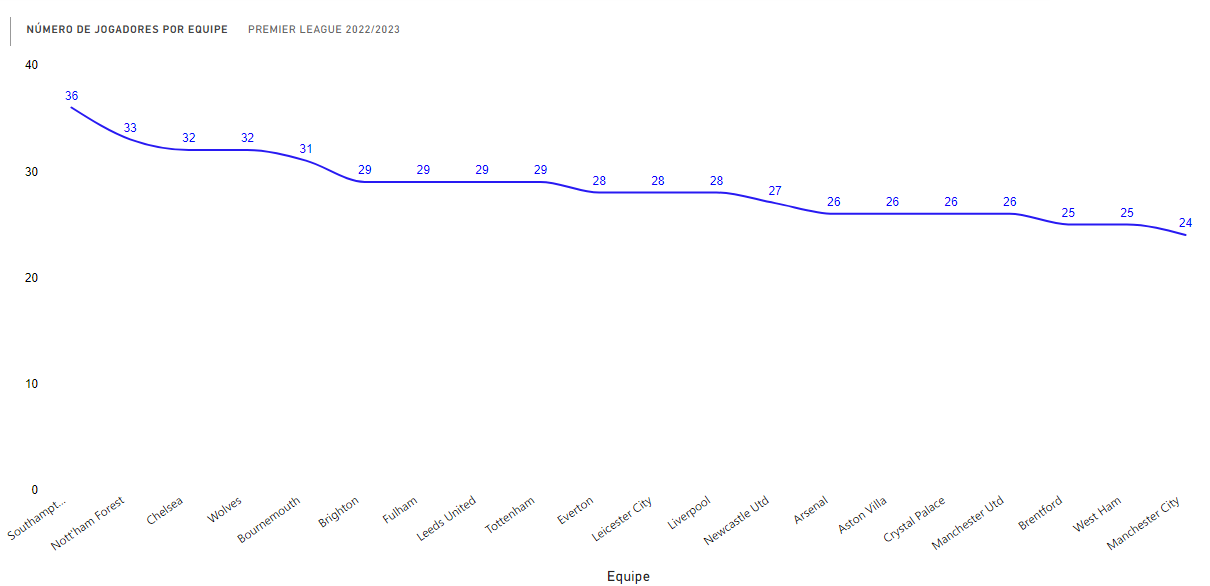 NÚMERO DE JOGADORES POR EQUIPE PREMIER LEAGUE 2022/2023
40
30
20
10
0
36
33
32
32
31
29
29
29
29
28
28
28
27
26
26
26
26
25
25
24
Southampt...
Nott'ham Forest
Chelsea
Wolves
Bournemouth
Brighton
Fulham
Leeds United
Tottenham
Everton
Leicester City
Liverpool
Newcastle Utd
Arsenal
Aston Villa
Crystal Palace
Manchester Utd
Brentford
West Ham
Manchester City
Equipe